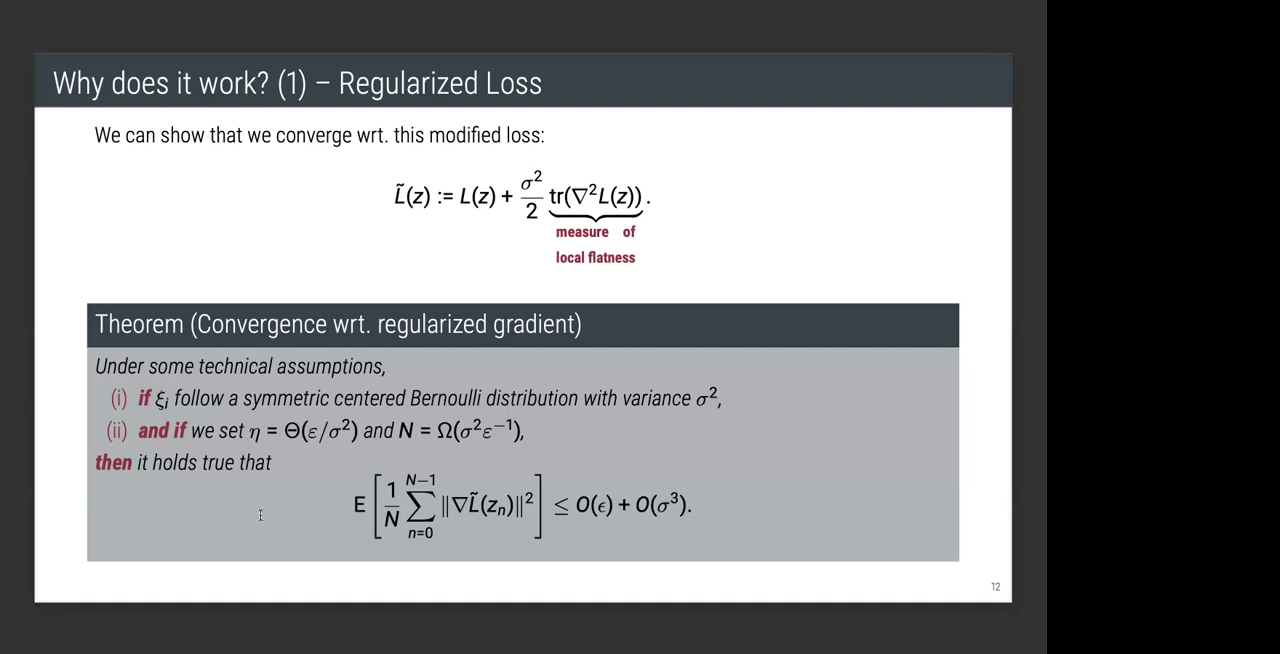 Why does it work? (1) – Regularized Loss
We can show that we converge wrt. this modified loss:
L̃(z) := L(z) + σ²/2 tr(∇²L(z)).
measure of
local flatness
Theorem (Convergence wrt. regularized gradient)
Under some technical assumptions,
(i) if ξᵢ follow a symmetric centered Bernoulli distribution with variance σ²,
(ii) and if we set η = Θ(ε/σ²) and N = Ω(σ²ε⁻¹),
then it holds true that
E [ 1/N ∑_{n=0}^{N−1} ‖∇L̃(zₙ)‖² ] ≤ O(ϵ) + O(σ³).
12